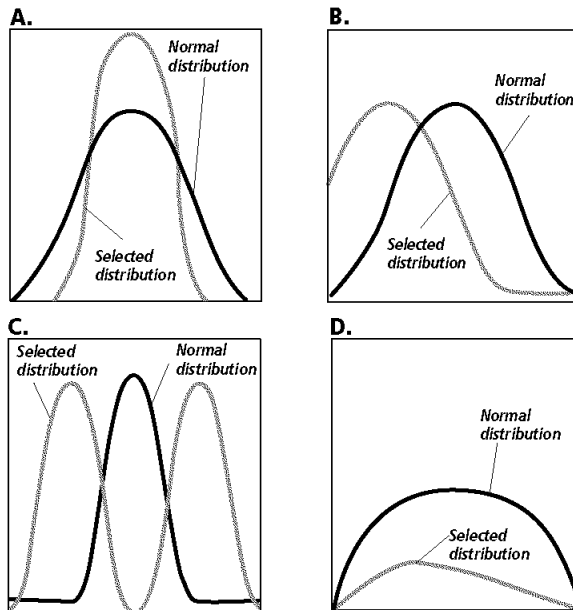 A.
Normal
distribution
Selected
distribution
B.
Normal
distribution
Selected
distribution
C.
Selected
distribution
Normal
distribution
D.
Normal
distribution
Selected
distribution